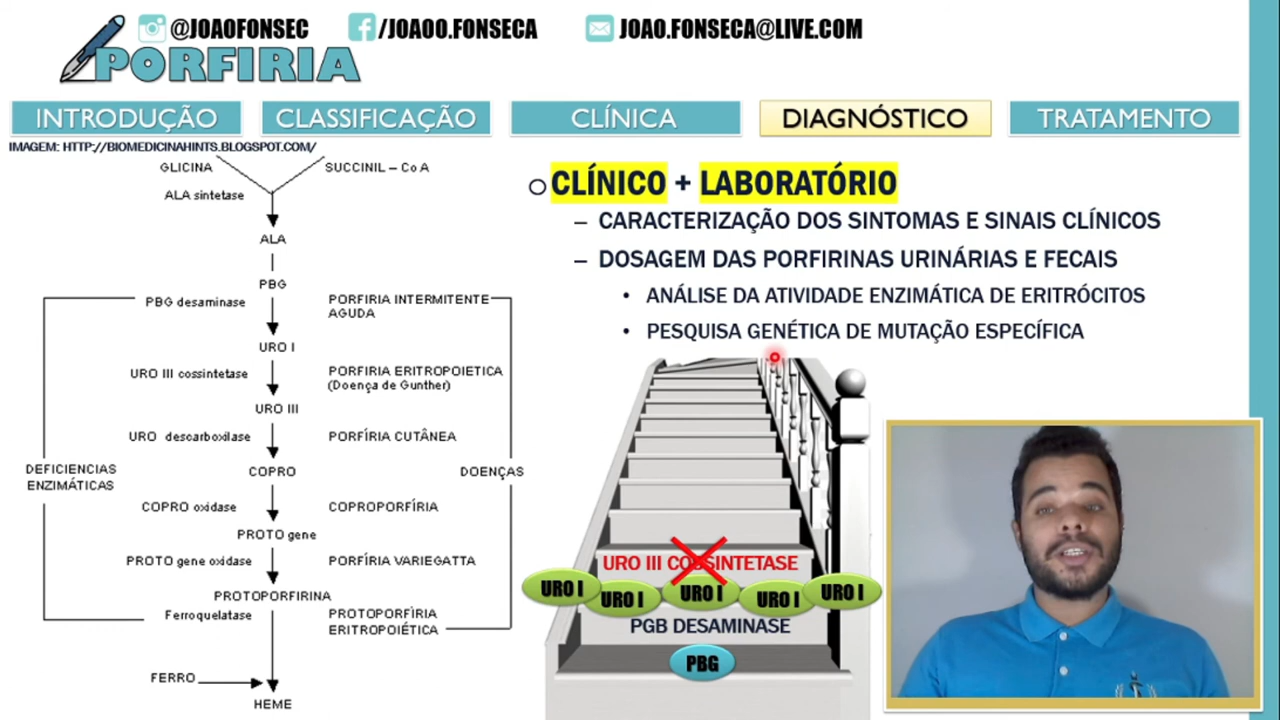 @JOAOFONSEC /JOAOO.FONSECA JOAO.FONSECA@LIVE.COM
PORFIRIA
INTRODUÇÃO CLASSIFICAÇÃO CLÍNICA DIAGNÓSTICO TRATAMENTO
IMAGEM: HTTP://BIOMEDICINAHINTS.BLOGSPOT.COM/
GLICINA SUCCINIL – Co A
ALA sintetase
ALA
PBG
PBG desaminase PORFIRIA INTERMITENTE
AGUDA
URO I
URO III cossintetase PORFIRIA ERITROPOIETICA
(Doença de Gunther)
URO III
URO descarboxilase PORFÍRIA CUTÂNEA
DEFICIENCIAS COPRO DOENÇAS
ENZIMÁTICAS
COPRO oxidase COPROPORFÍRIA
PROTO gene
PROTO gene oxidase PORFÍRIA VARIEGATTA
PROTOPORFIRINA
Ferroquelatase PROTOPORFÍRIA
ERITROPOIÉTICA
FERRO
HEME
CLÍNICO + LABORATÓRIO
– CARACTERIZAÇÃO DOS SINTOMAS E SINAIS CLÍNICOS
– DOSAGEM DAS PORFIRINAS URINÁRIAS E FECAIS
• ANÁLISE DA ATIVIDADE ENZIMÁTICA DE ERITRÓCITOS
• PESQUISA GENÉTICA DE MUTAÇÃO ESPECÍFICA
URO III COSSINTETASE
URO I URO I URO I URO I URO I
PGB DESAMINASE
PBG